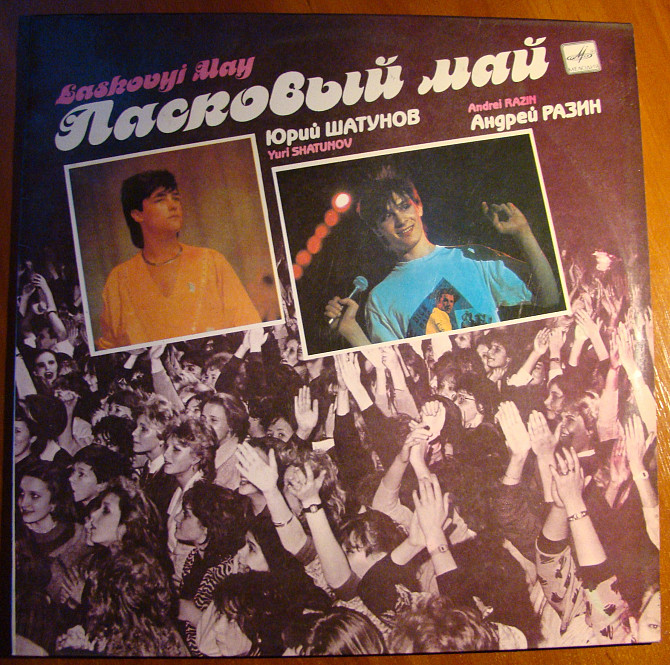 Laskovyi May
Ласковый май
Юрий ШАТУНОВ
Yuri SHATUNOV
Andrei RAZIN
Андрей РАЗИН